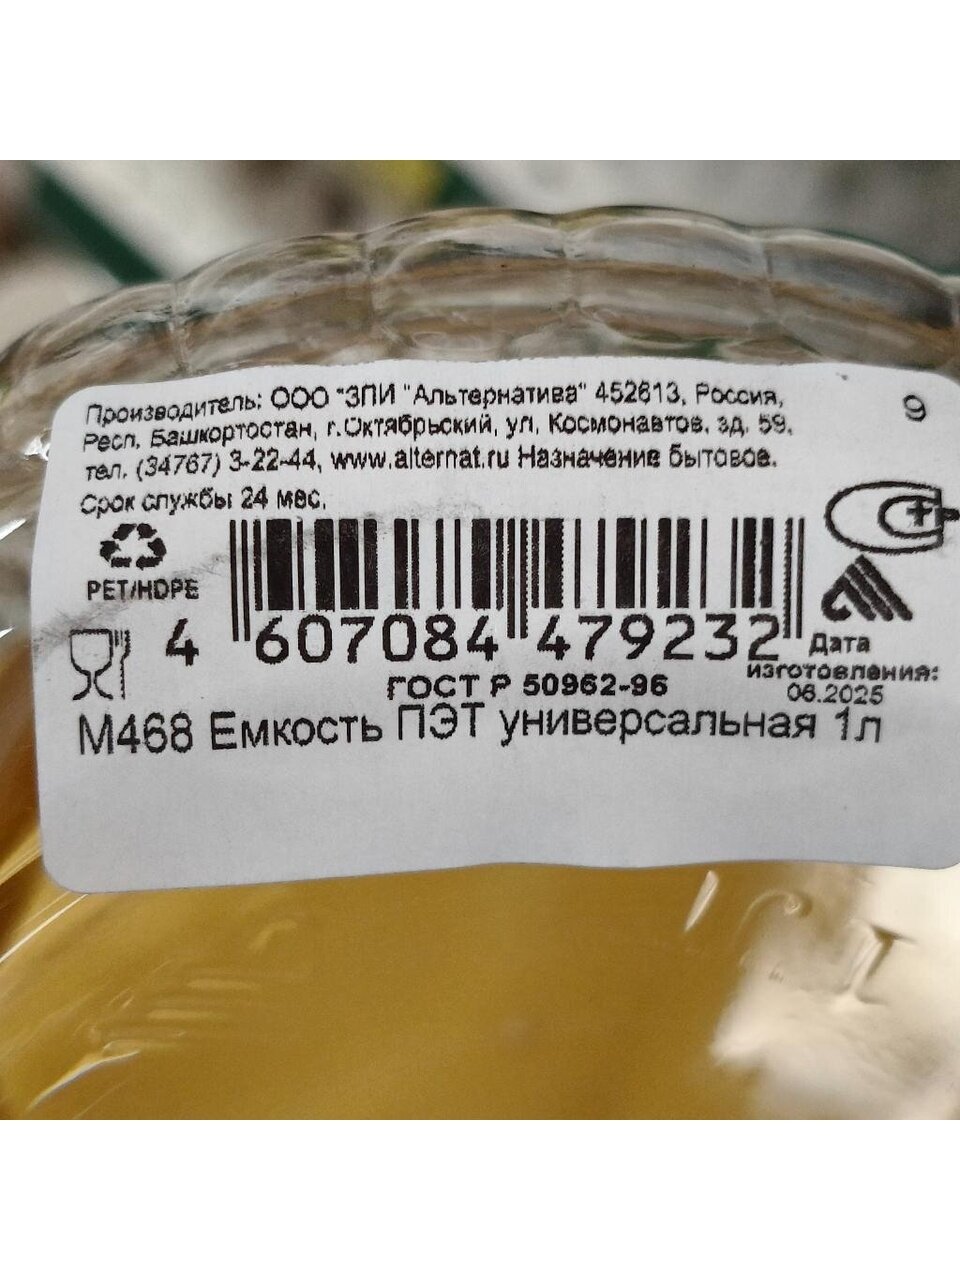 Производитель: ООО "ЗПИ "Альтернатива" 452613, Россия,
Респ. Башкортостан, г.Октябрьский, ул. Космонавтов, зд. 59,
тел. (34767) 3-22-44, www.alternat.ru Назначение бытовое.
Срок службы 24 мес.
9
PET/HDPE
4 607084 479232
Дата
изготовления:
06.2025
ГОСТ Р 50962-96
М468 Емкость ПЭТ универсальная 1л